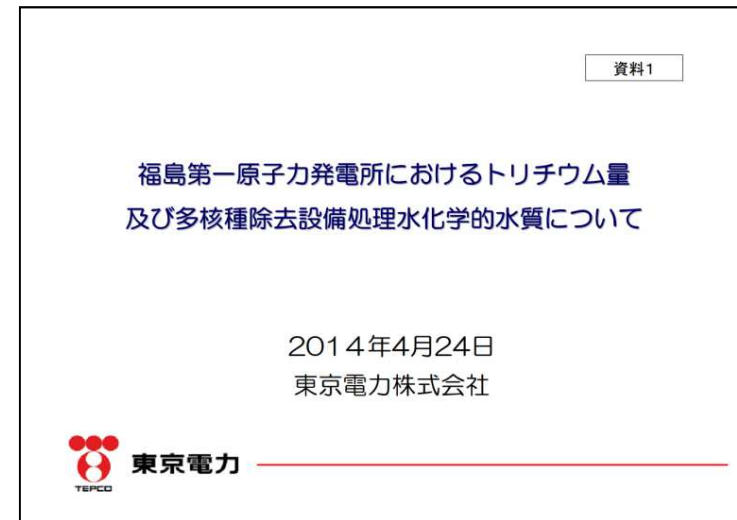 資料1
福島第一原子力発電所におけるトリチウム量
及び多核種除去設備処理水化学的水質について
2014年4月24日
東京電力株式会社
東京電力
TEPCO